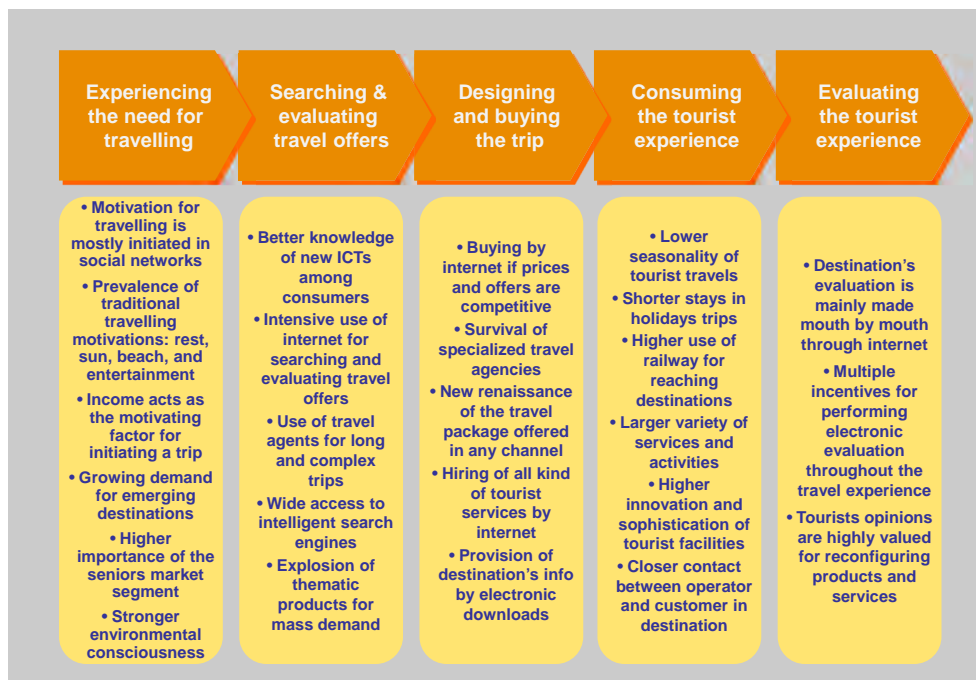 Experiencing
the need for
travelling
Searching &
evaluating
travel offers
Designing
and buying
the trip
Consuming
the tourist
experience
Evaluating
the tourist
experience
• Motivation for
travelling is
mostly initiated in
social networks
• Prevalence of
traditional
travelling
motivations: rest,
sun, beach, and
entertainment
• Income acts as
the motivating
factor for
initiating a trip
• Growing demand
for emerging
destinations
• Higher
importance of the
seniors market
segment
• Stronger
environmental
consciousness
• Better knowledge
of new ICTs
among
consumers
• Intensive use of
internet for
searching and
evaluating travel
offers
• Use of travel
agents for long
and complex
trips
• Wide access to
intelligent search
engines
• Explosion of
thematic
products for
mass demand
• Buying by
internet if prices
and offers are
competitive
• Survival of
specialized travel
agencies
• New renaissance
of the travel
package offered
in any channel
• Hiring of all kind
of tourist
services by
internet
• Provision of
destination’s info
by electronic
downloads
• Lower
seasonality of
tourist travels
• Shorter stays in
holidays trips
• Higher use of
railway for
reaching
destinations
• Larger variety of
services and
activities
• Higher
innovation and
sophistication of
tourist facilities
• Closer contact
between operator
and customer in
destination
• Destination’s
evaluation is
mainly made
mouth by mouth
through internet
• Multiple
incentives for
performing
electronic
evaluation
throughout the
travel experience
• Tourists opinions
are highly valued
for reconfiguring
products and
services